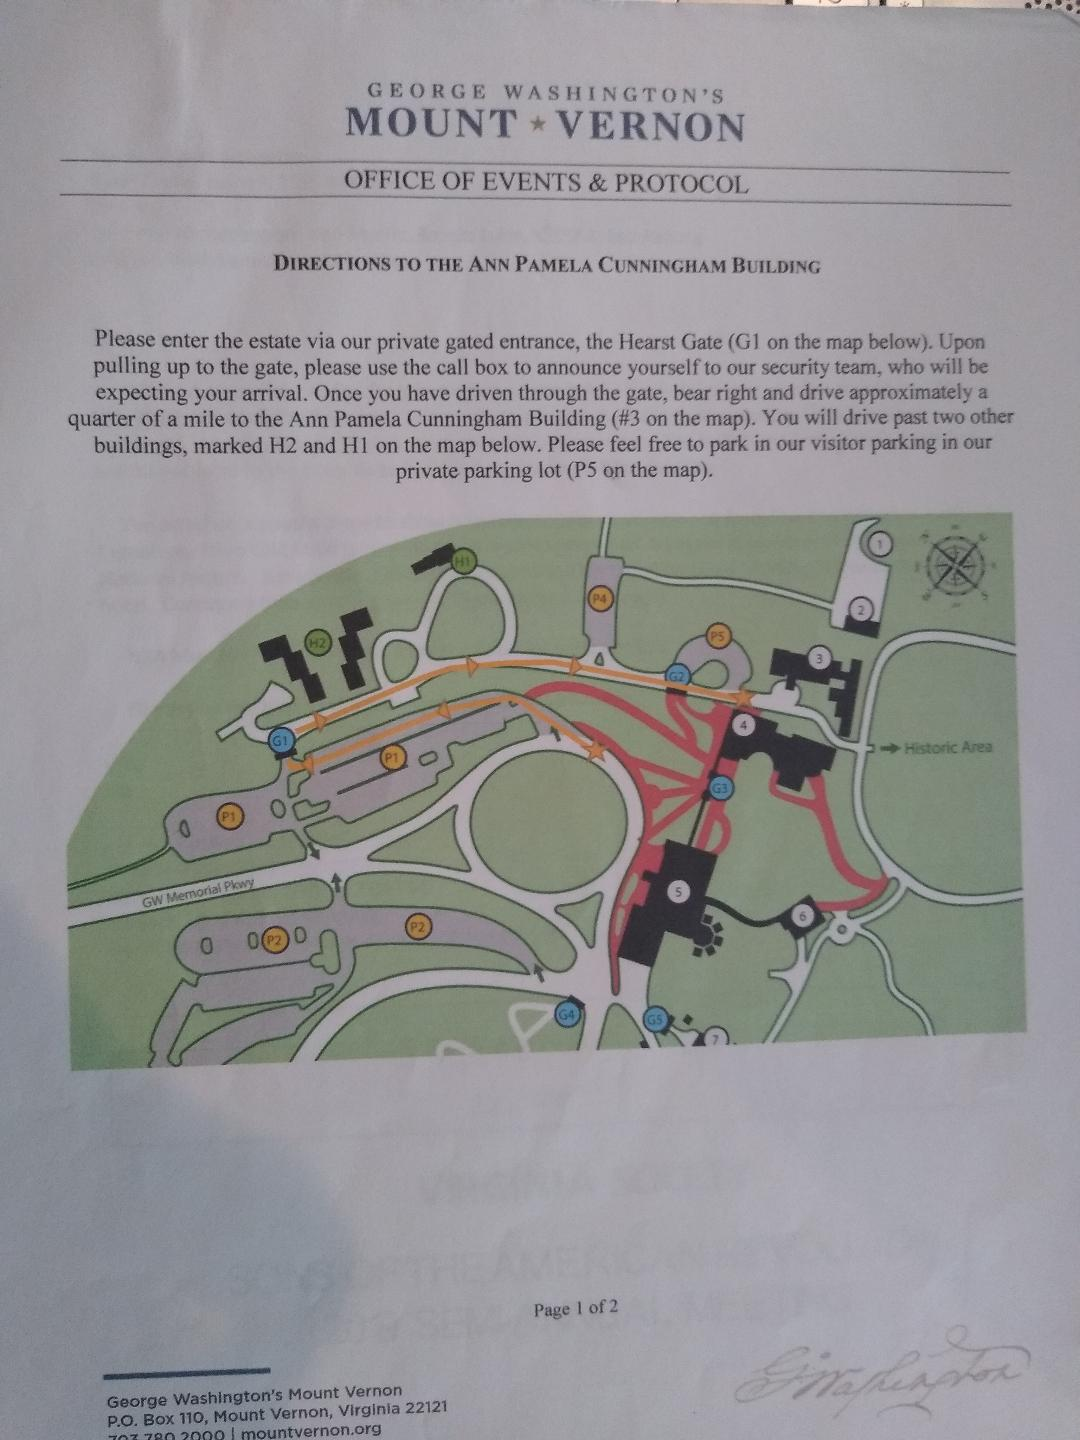 GEORGE WASHINGTON'S
MOUNT ★ VERNON
OFFICE OF EVENTS & PROTOCOL
DIRECTIONS TO THE ANN PAMELA CUNNINGHAM BUILDING
Please enter the estate via our private gated entrance, the Hearst Gate (G1 on the map below). Upon
pulling up to the gate, please use the call box to announce yourself to our security team, who will be
expecting your arrival. Once you have driven through the gate, bear right and drive approximately a
quarter of a mile to the Ann Pamela Cunningham Building (#3 on the map). You will drive past two other
buildings, marked H2 and H1 on the map below. Please feel free to park in our visitor parking in our
private parking lot (P5 on the map).
1
H1
P4
2
P5
H2
3
G2
4
G1
Historic Area
P1
G3
P1
GW Memorial Pkwy
5
6
P2
P2
G4
G5
7
Page 1 of 2
G Washington
George Washington's Mount Vernon
P.O. Box 110, Mount Vernon, Virginia 22121
703.780.2000 | mountvernon.org